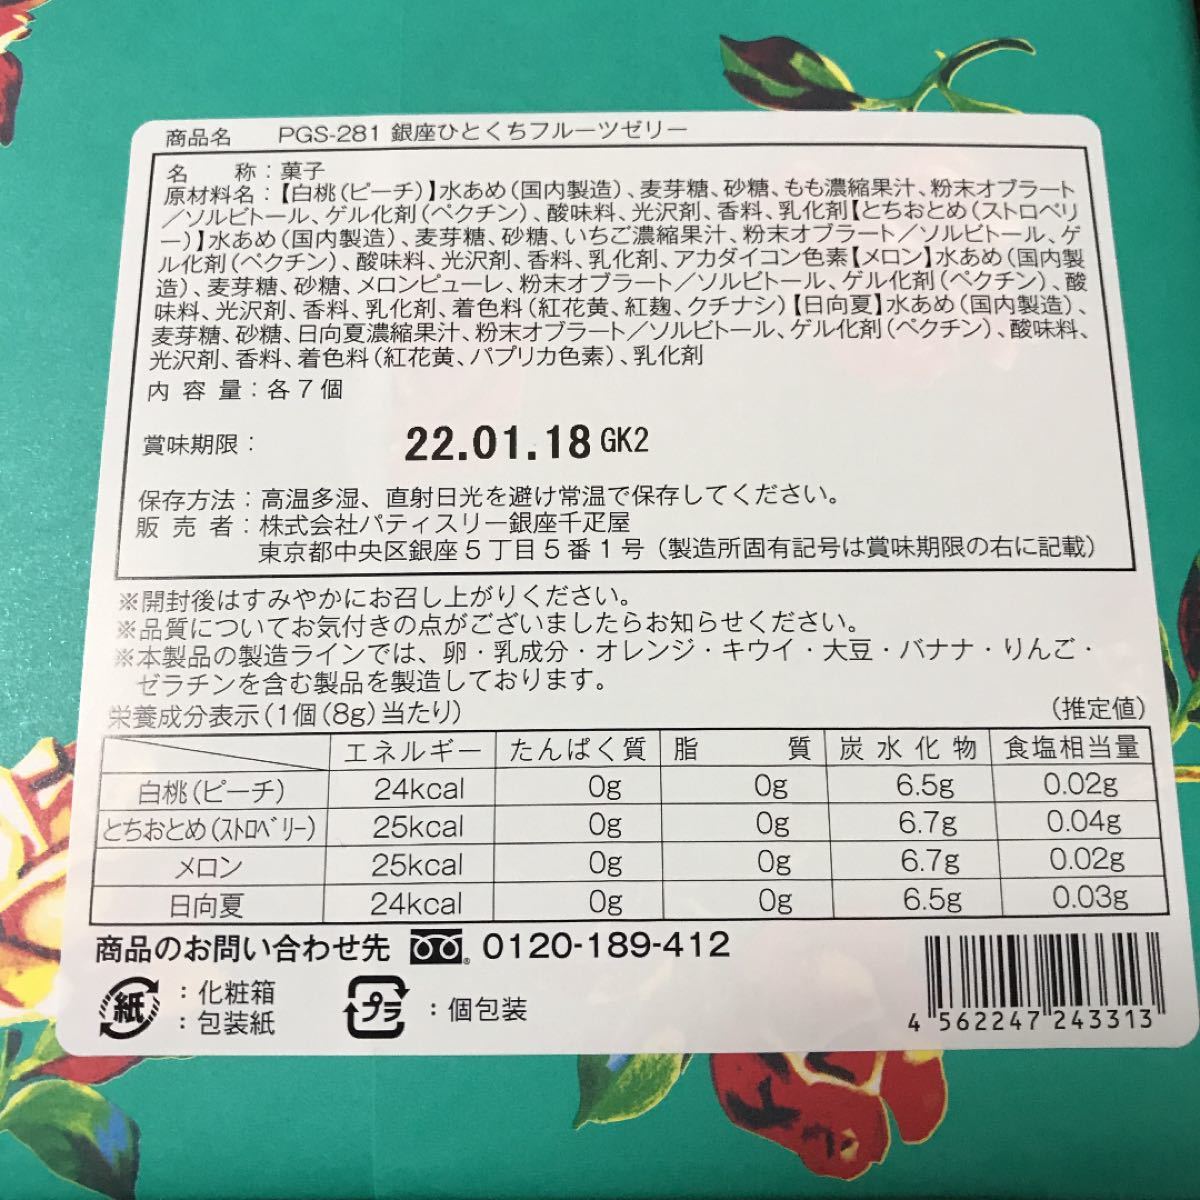 商品名 PGS-281 銀座ひとくちフルーツゼリー
名 称：菓子
原材料名：【白桃（ピーチ）】水あめ（国内製造）、麦芽糖、砂糖、もも濃縮果汁、粉末オブラート
／ソルビトール、ゲル化剤（ペクチン）、酸味料、光沢剤、香料、乳化剤【とちおとめ（ストロベリ
ー）】水あめ（国内製造）、麦芽糖、砂糖、いちご濃縮果汁、粉末オブラート／ソルビトール、ゲ
ル化剤（ペクチン）、酸味料、光沢剤、香料、乳化剤、アカダイコン色素【メロン】水あめ（国内製
造）、麦芽糖、砂糖、メロンピューレ、粉末オブラート／ソルビトール、ゲル化剤（ペクチン）、酸
味料、光沢剤、香料、乳化剤、着色料（紅花黄、紅麹、クチナシ）【日向夏】水あめ（国内製造）、
麦芽糖、砂糖、日向夏濃縮果汁、粉末オブラート／ソルビトール、ゲル化剤（ペクチン）、酸味料、
光沢剤、香料、着色料（紅花黄、パプリカ色素）、乳化剤
内 容 量：各7個
賞味期限： 22.01.18 GK2
保存方法：高温多湿、直射日光を避け常温で保存してください。
販 売 者：株式会社パティスリー銀座千疋屋
東京都中央区銀座5丁目5番1号（製造所固有記号は賞味期限の右に記載）
※開封後はすみやかにお召し上がりください。
※品質についてお気付きの点がございましたらお知らせください。
※本製品の製造ラインでは、卵・乳成分・オレンジ・キウイ・大豆・バナナ・りんご・
ゼラチンを含む製品を製造しております。
栄養成分表示（1個（8g）当たり） （推定値）
エネルギー たんぱく質 脂 質 炭水化物 食塩相当量
白桃（ピーチ） 24kcal 0g 0g 6.5g 0.02g
とちおとめ（ストロベリー） 25kcal 0g 0g 6.7g 0.04g
メロン 25kcal 0g 0g 6.7g 0.02g
日向夏 24kcal 0g 0g 6.5g 0.03g
商品のお問い合わせ先 0120-189-412
紙 ：化粧箱
：包装紙
プラ ：個包装
4 562247 243313